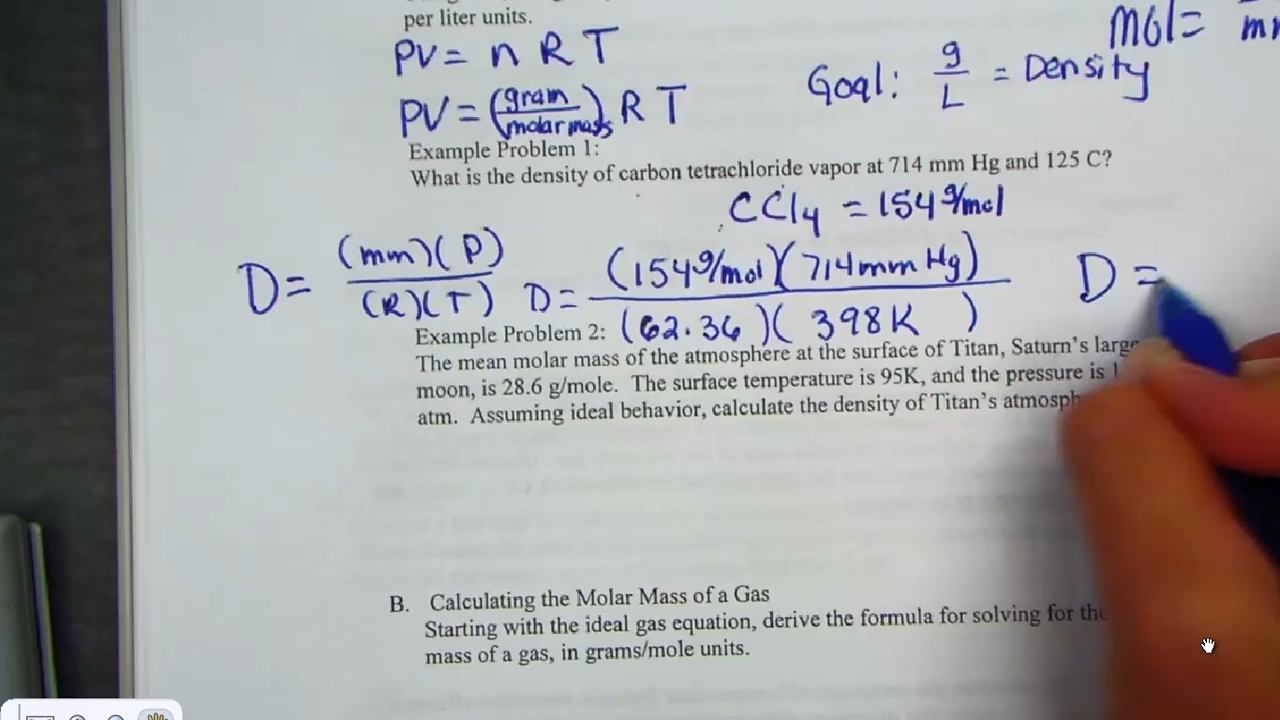 per liter units.
PV = n R T
mol =
Goal: g/L = Density
PV = (gram/molar mass) R T
Example Problem 1:
What is the density of carbon tetrachloride vapor at 714 mm Hg and 125 C?
CCl4 = 154 g/mol
D = (mm)(P)/(R)(T) D = (154 g/mol)(714 mm Hg)/(62.36)(398K) D =
Example Problem 2:
The mean molar mass of the atmosphere at the surface of Titan, Saturn's
moon, is 28.6 g/mole. The surface temperature is 95K, and the pressure is
atm. Assuming ideal behavior, calculate the density of Titan's
B. Calculating the Molar Mass of a Gas
Starting with the ideal gas equation, derive the formula for solving for
mass of a gas, in grams/mole units.